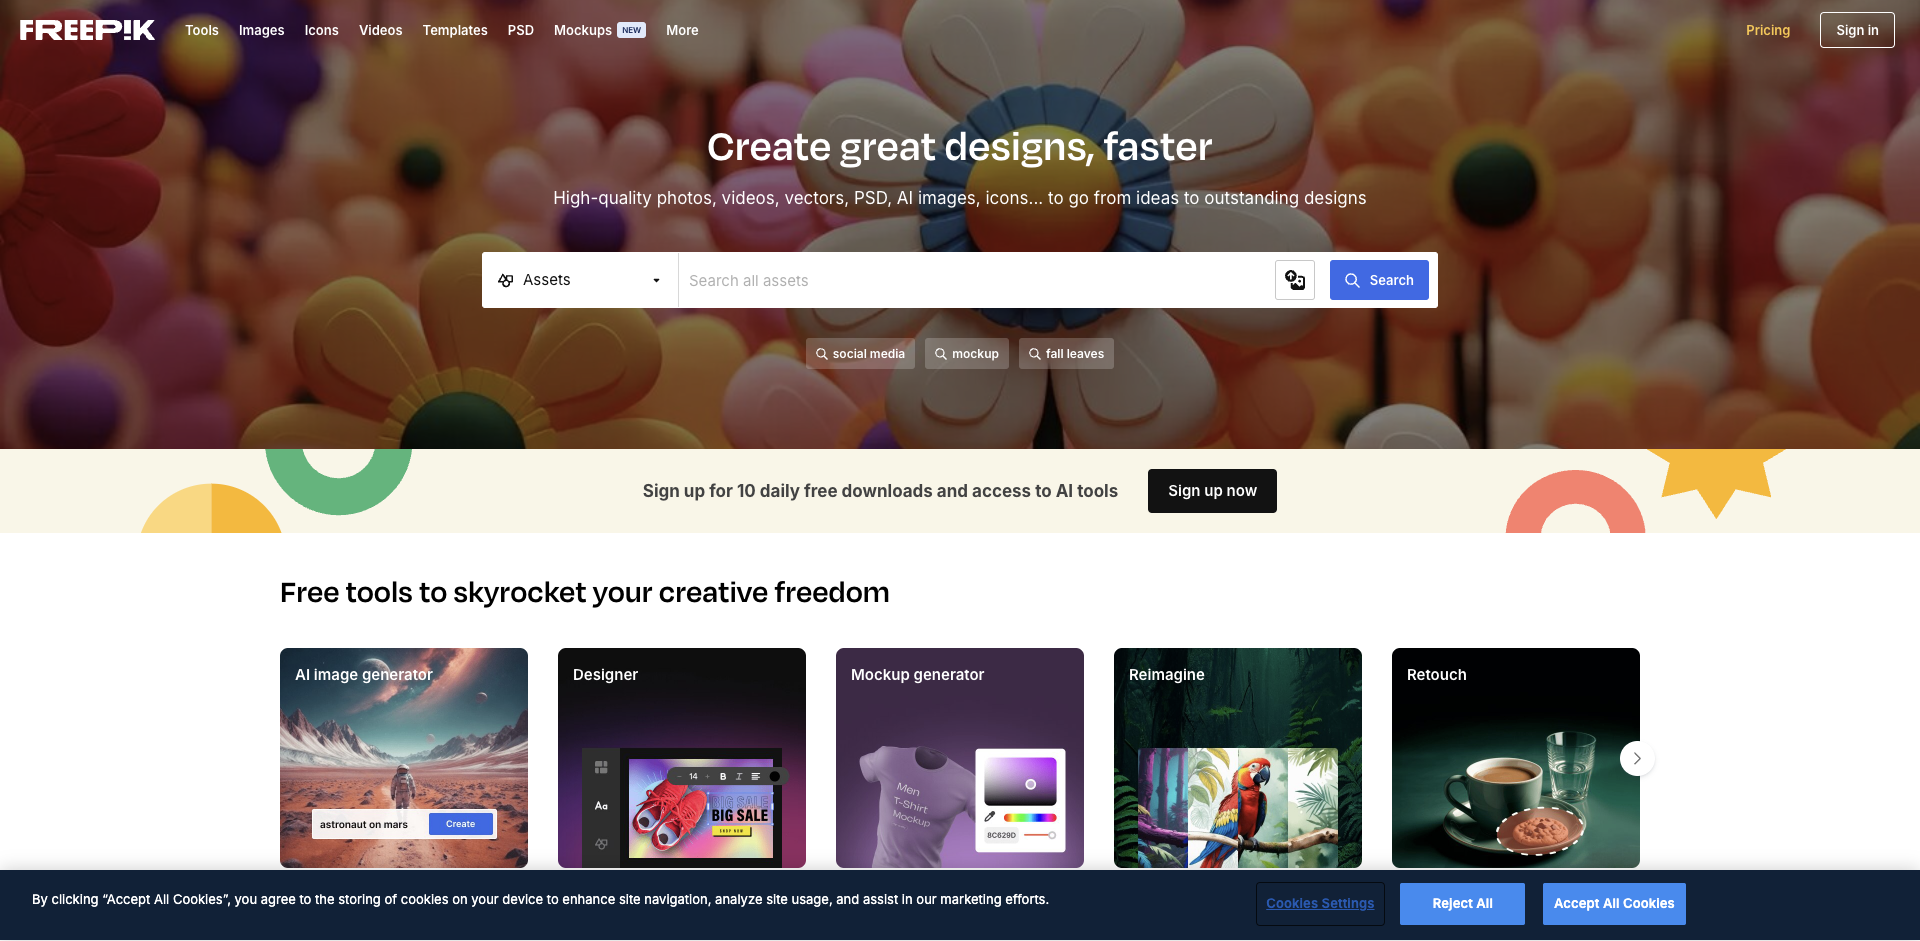 FREEPIK
Tools Images Icons Videos Templates PSD Mockups NEW More
Pricing Sign in
Create great designs, faster
High-quality photos, videos, vectors, PSD, AI images, icons... to go from ideas to outstanding designs
Assets
Search all assets
Search
social media
mockup
fall leaves
Sign up for 10 daily free downloads and access to AI tools
Sign up now
Free tools to skyrocket your creative freedom
AI image generator
astronaut on mars
Create
Designer
14 B I
Aa
BIG SALE
BIG SALE
SHOP NOW
Mockup generator
Men
T-Shirt
Mockup
8C629D
Reimagine
Retouch
By clicking “Accept All Cookies”, you agree to the storing of cookies on your device to enhance site navigation, analyze site usage, and assist in our marketing efforts.
Cookies Settings
Reject All
Accept All Cookies